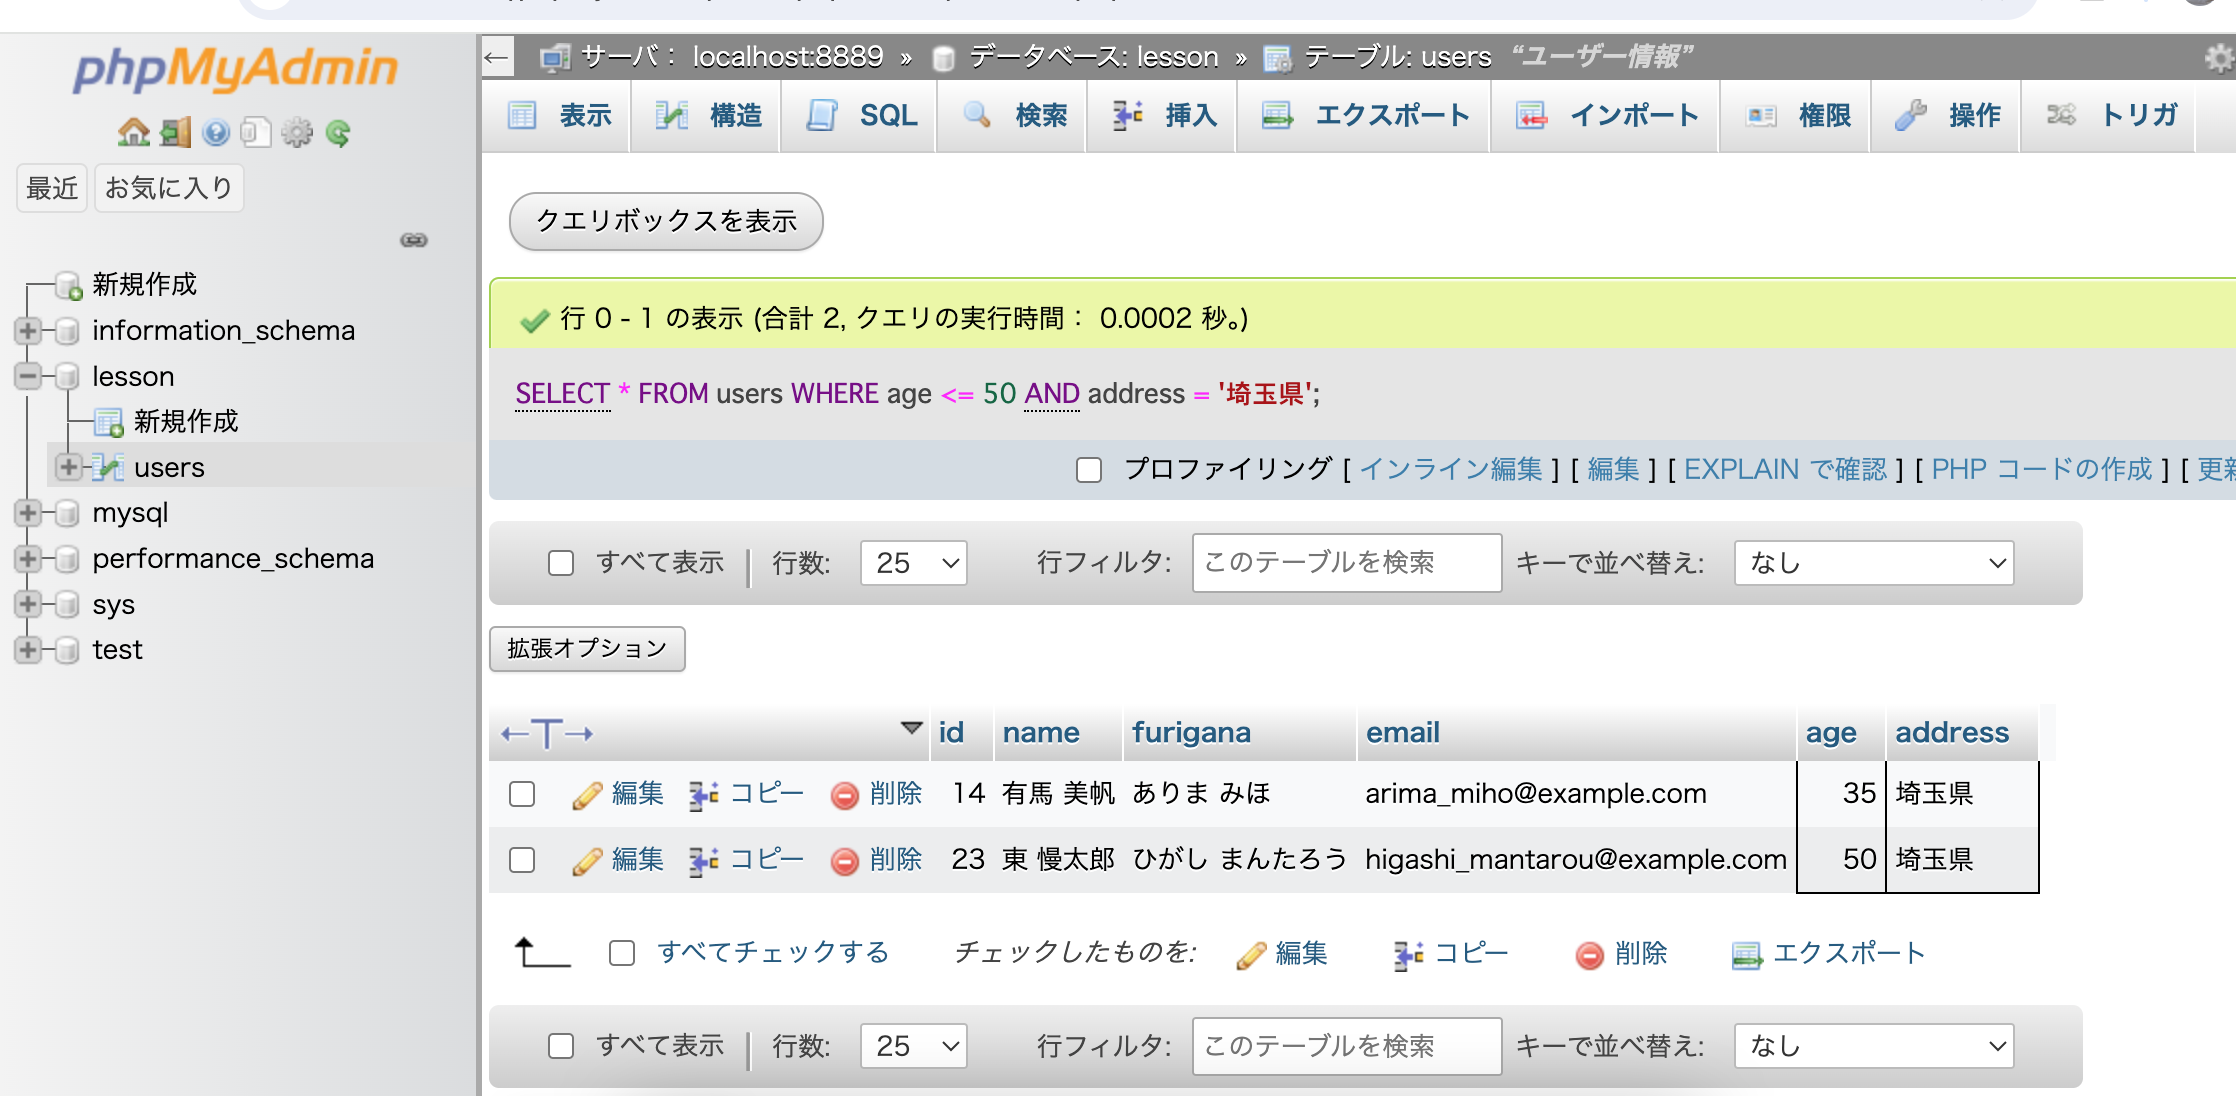 phpMyAdmin
最近 お気に入り
新規作成
information_schema
lesson
新規作成
users
mysql
performance_schema
sys
test
← サーバ： localhost:8889 » データベース: lesson » テーブル: users “ユーザー情報”
表示 構造 SQL 検索 挿入 エクスポート インポート 権限 操作 トリガ
クエリボックスを表示
行 0 - 1 の表示 (合計 2, クエリの実行時間： 0.0002 秒。)
SELECT * FROM users WHERE age <= 50 AND address = '埼玉県';
プロファイリング [ インライン編集 ] [ 編集 ] [ EXPLAIN で確認 ] [ PHP コードの作成 ] [ 更新
すべて表示 | 行数: 25 行フィルタ: このテーブルを検索 キーで並べ替え: なし
拡張オプション
←T→ id name furigana email age address
編集 コピー 削除 14 有馬 美帆 ありま みほ arima_miho@example.com 35 埼玉県
編集 コピー 削除 23 東 慢太郎 ひがし まんたろう higashi_mantarou@example.com 50 埼玉県
すべてチェックする チェックしたものを: 編集 コピー 削除 エクスポート
すべて表示 | 行数: 25 行フィルタ: このテーブルを検索 キーで並べ替え: なし